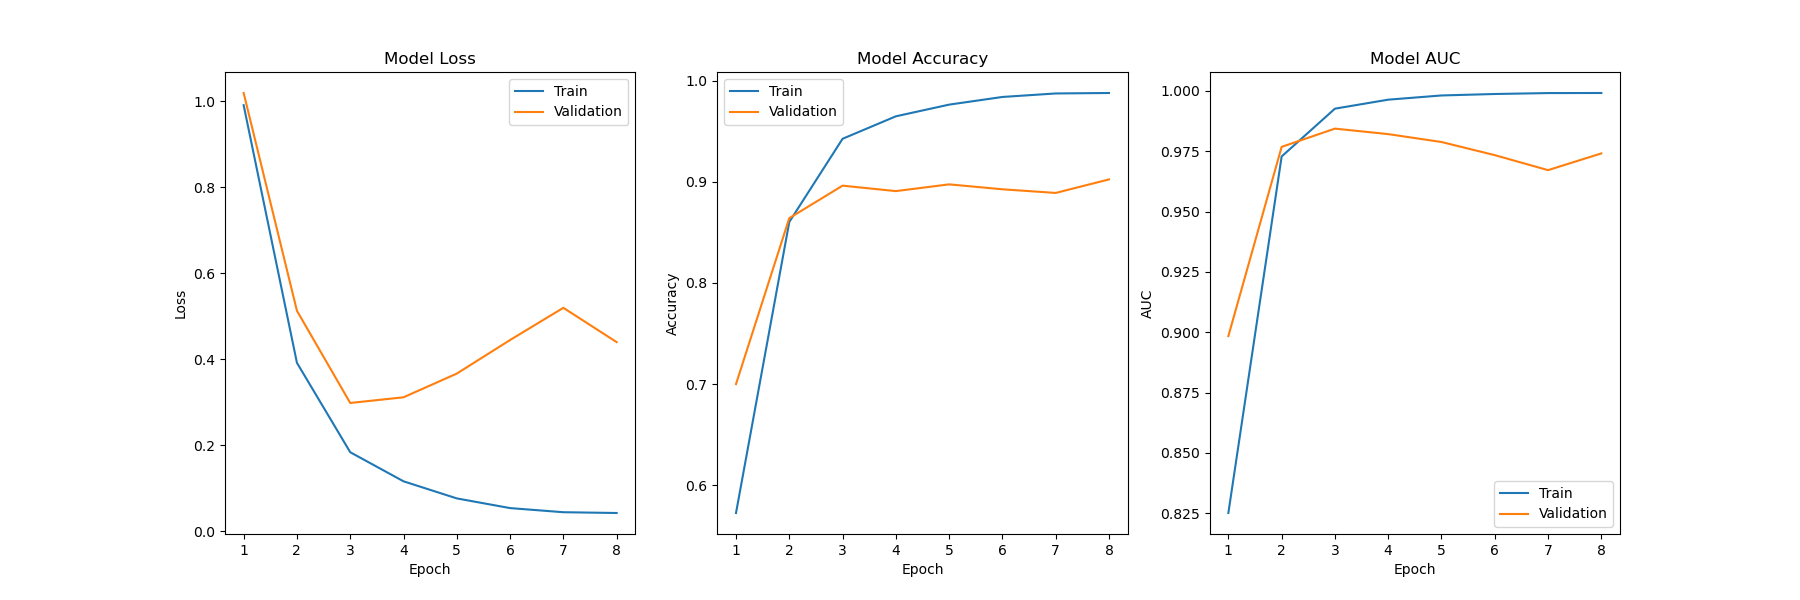 Model Loss
Train
Validation
1.0
0.8
0.6
0.4
0.2
0.0
Loss
1 2 3 4 5 6 7 8
Epoch
Model Accuracy
Train
Validation
1.0
0.9
0.8
0.7
0.6
Accuracy
1 2 3 4 5 6 7 8
Epoch
Model AUC
1.000
0.975
0.950
0.925
0.900
0.875
0.850
0.825
AUC
Train
Validation
1 2 3 4 5 6 7 8
Epoch